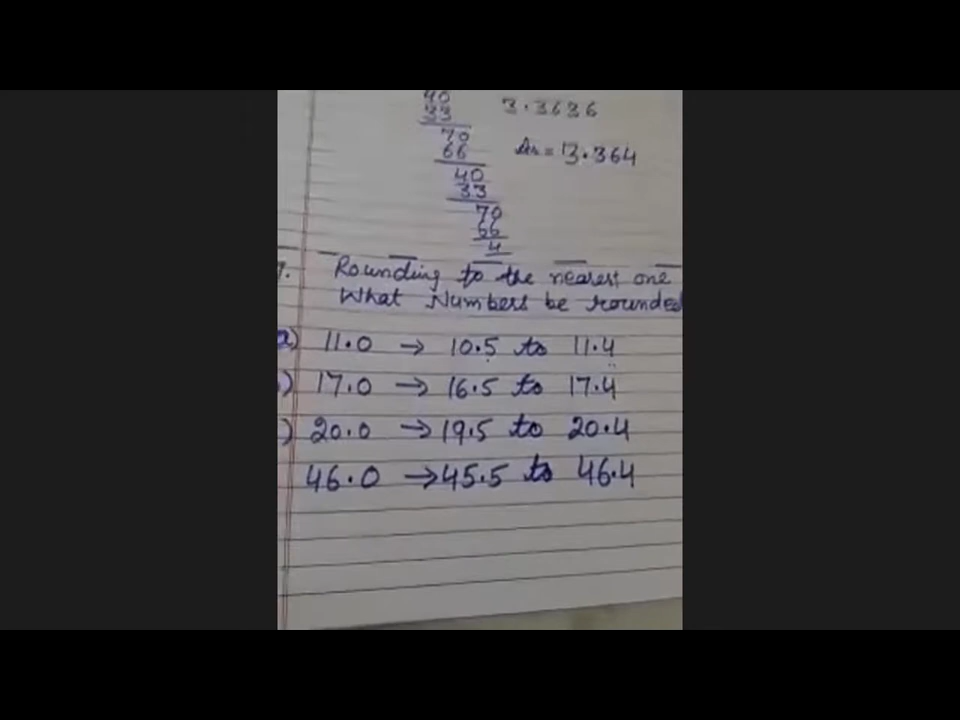 40
33
3.3636
70
66
Ans = 3.364
40
33
70
66
4
7. Rounding to the nearest one
What Numbers be rounded
a) 11.0 → 10.5 to 11.4
) 17.0 → 16.5 to 17.4
) 20.0 → 19.5 to 20.4
46.0 → 45.5 to 46.4